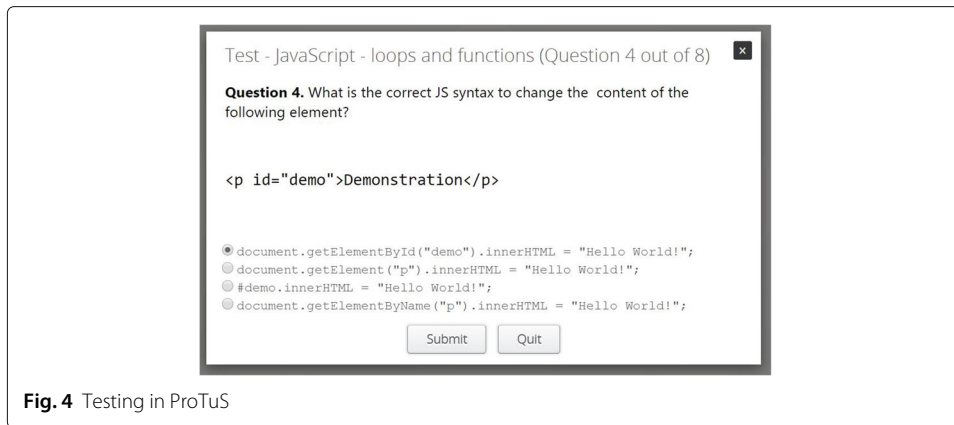 Test - JavaScript - loops and functions (Question 4 out of 8)
x
Question 4. What is the correct JS syntax to change the content of the
following element?
<p id="demo">Demonstration</p>
document.getElementById("demo").innerHTML = "Hello World!";
document.getElement("p").innerHTML = "Hello World!";
#demo.innerHTML = "Hello World!";
document.getElementByName("p").innerHTML = "Hello World!";
Submit Quit
Fig. 4 Testing in ProTuS